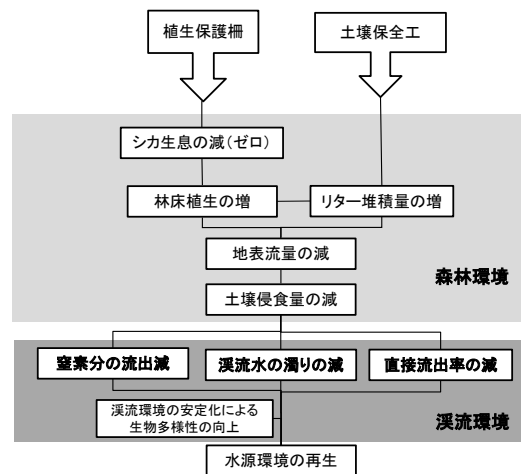 植生保護柵
土壌保全工
シカ生息の減(ゼロ)
林床植生の増
リター堆積量の増
地表流量の減
森林環境
土壌侵食量の減
窒素分の流出減
渓流水の濁りの減
直接流出率の減
渓流環境の安定化による
生物多様性の向上
渓流環境
水源環境の再生